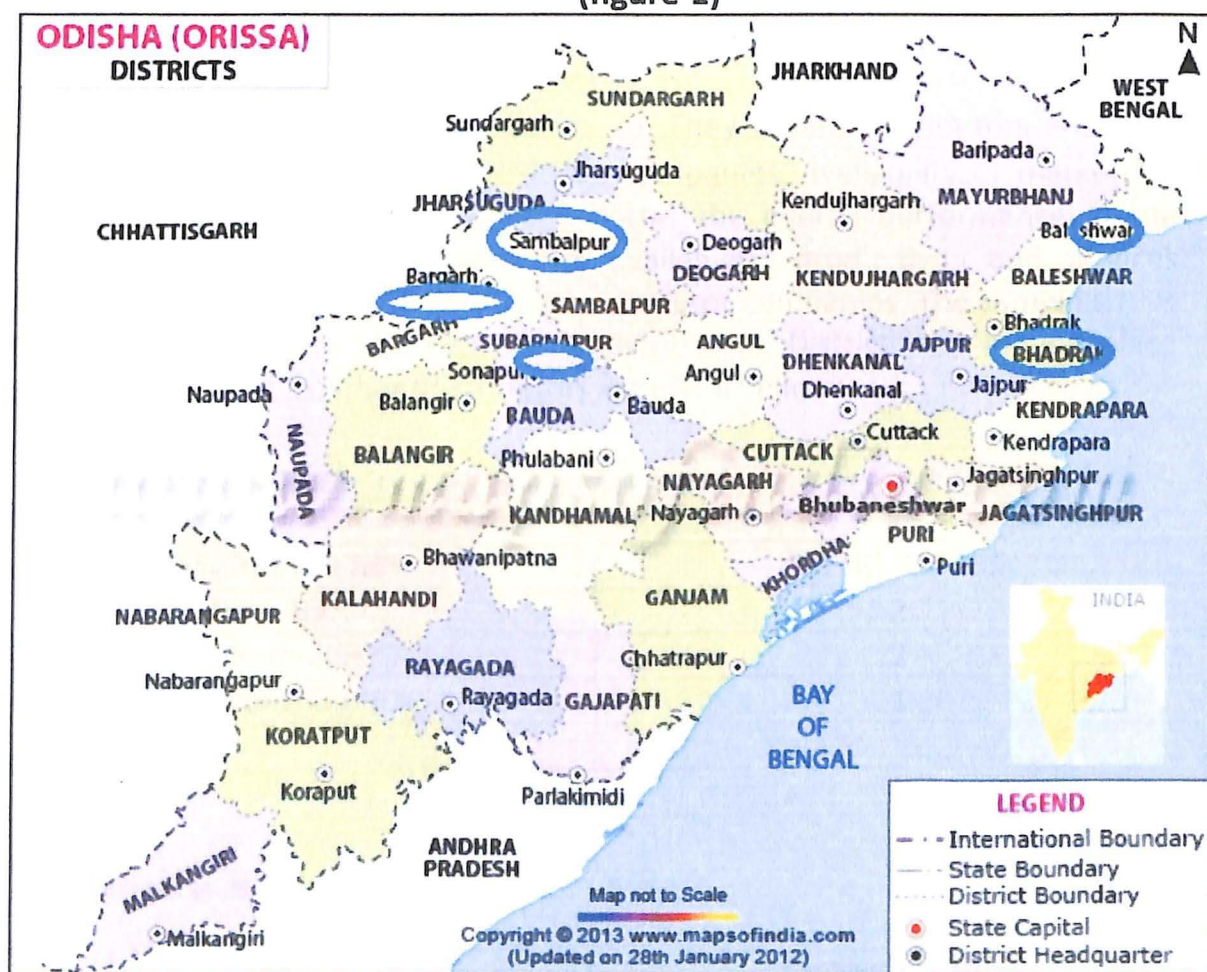 (figure-2)
ODISHA (ORISSA)
DISTRICTS
N
JHARKHAND
WEST
BENGAL
SUNDARGARH
Sundargarh
Baripada
Jharsuguda
MAYURBHANJ
JHARSUGUDA
Kendujhargarh
CHHATTISGARH
Sambalpur
Deogarh
DEOGARH
KENDUJHARGARH
BALESHWAR
Bargarh
SAMBALPUR
BARGARH
SUBARNAPUR
ANGUL
JAJPUR
Bhadrak
DHENKANAL
Naupada
Angul
Dhenkanal
Jajpur
Balangir
BAUDA
Bauda
KENDRAPARA
NAUPADA
BALANGIR
Phulabani
CUTTACK
Cuttack
Kendrapara
NAYAGARH
Jagatsinghpur
KANDHAMAL
Nayagarh
Bhubaneshwar
JAGATSINGHPUR
PURI
KHORDHA
Puri
Bhawanipatna
KALAHANDI
GANJAM
INDIA
NABARANGAPUR
RAYAGADA
Chhatrapur
Nabarangapur
Rayagada
GAJAPATI
BAY
OF
BENGAL
KORATPUT
Koraput
Parlakimidi
LEGEND
ANDHRA
PRADESH
International Boundary
State Boundary
District Boundary
State Capital
District Headquarter
MALKANGIRI
Malkangiri
Map not to Scale
Copyright © 2013 www.mapsofindia.com
(Updated on 28th January 2012)